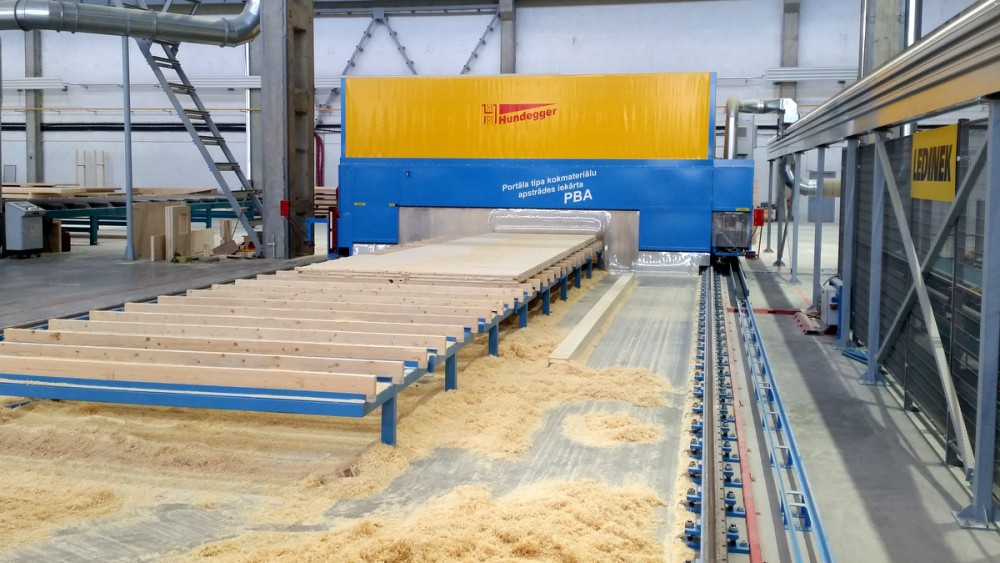 Hundegger
Portāla tipa kokmateriālu
apstrādes iekārta
PBA
LEDINEK